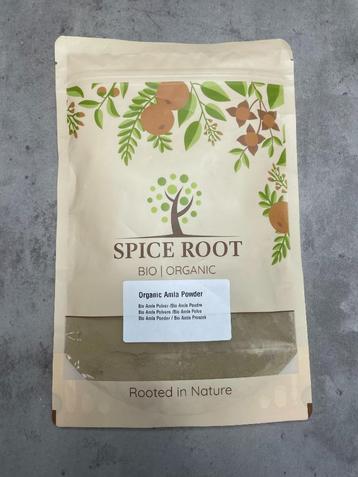 SPICE ROOT
BIO | ORGANIC
Organic Amla Powder
Bio Amla Pulver /Bio Amla Poudre
Bio Amla Polvere /Bio Amla Polvo
Bio Amla Poeder / Bio Amla Proszek
Rooted in Nature